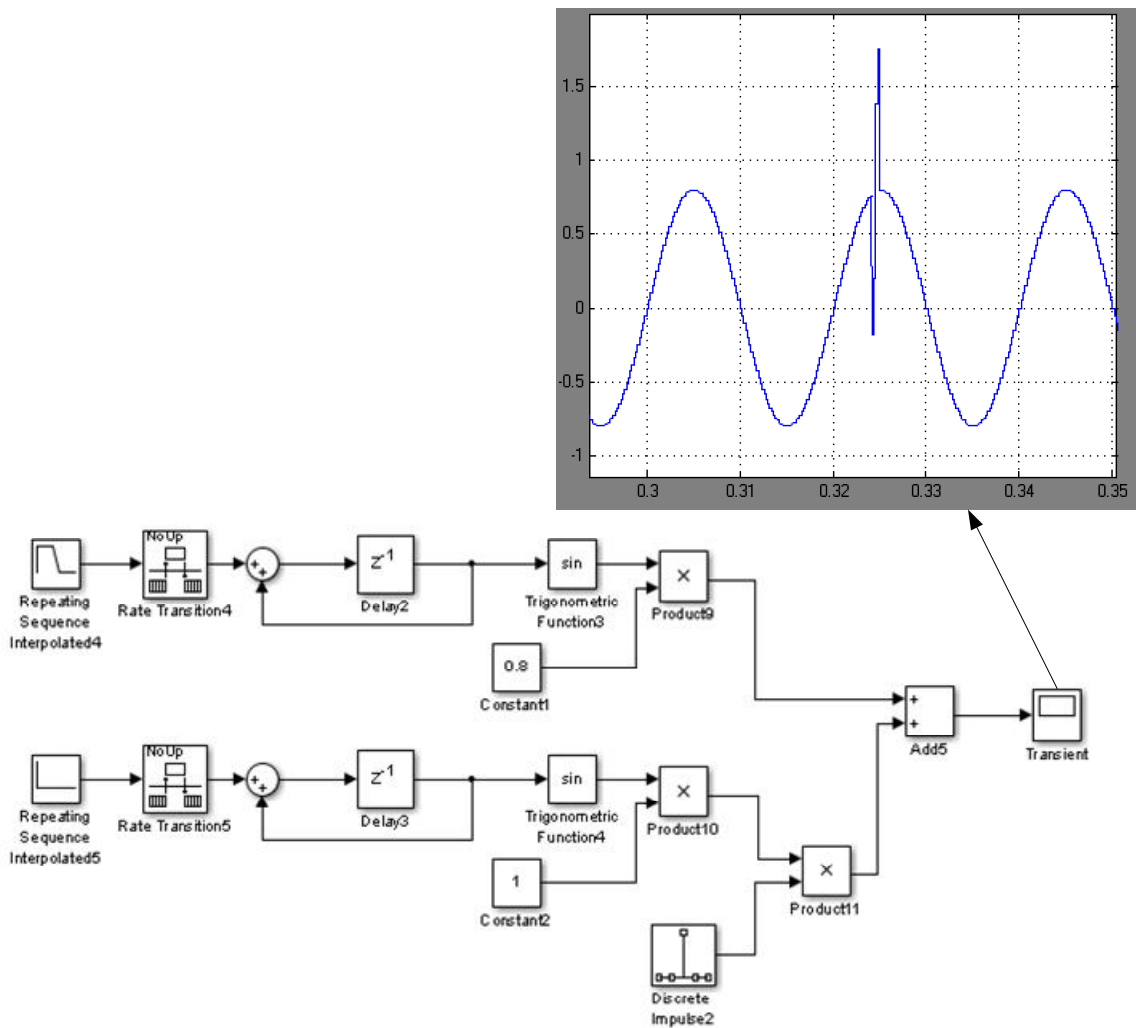 1.5
1
0.5
0
-0.5
-1
0.3
0.31
0.32
0.33
0.34
0.35
NoUp
Z-1
sin
×
Repeating
Sequence
Interpolated4
Rate Transition4
+
+
Delay2
Trigonometric
Function3
Product9
0.8
Constant1
+
+
Add5
Transient
NoUp
Z-1
sin
×
Repeating
Sequence
Interpolated5
Rate Transition5
+
+
Delay3
Trigonometric
Function4
Product10
1
Constant2
×
Product11
Discrete
Impulse2